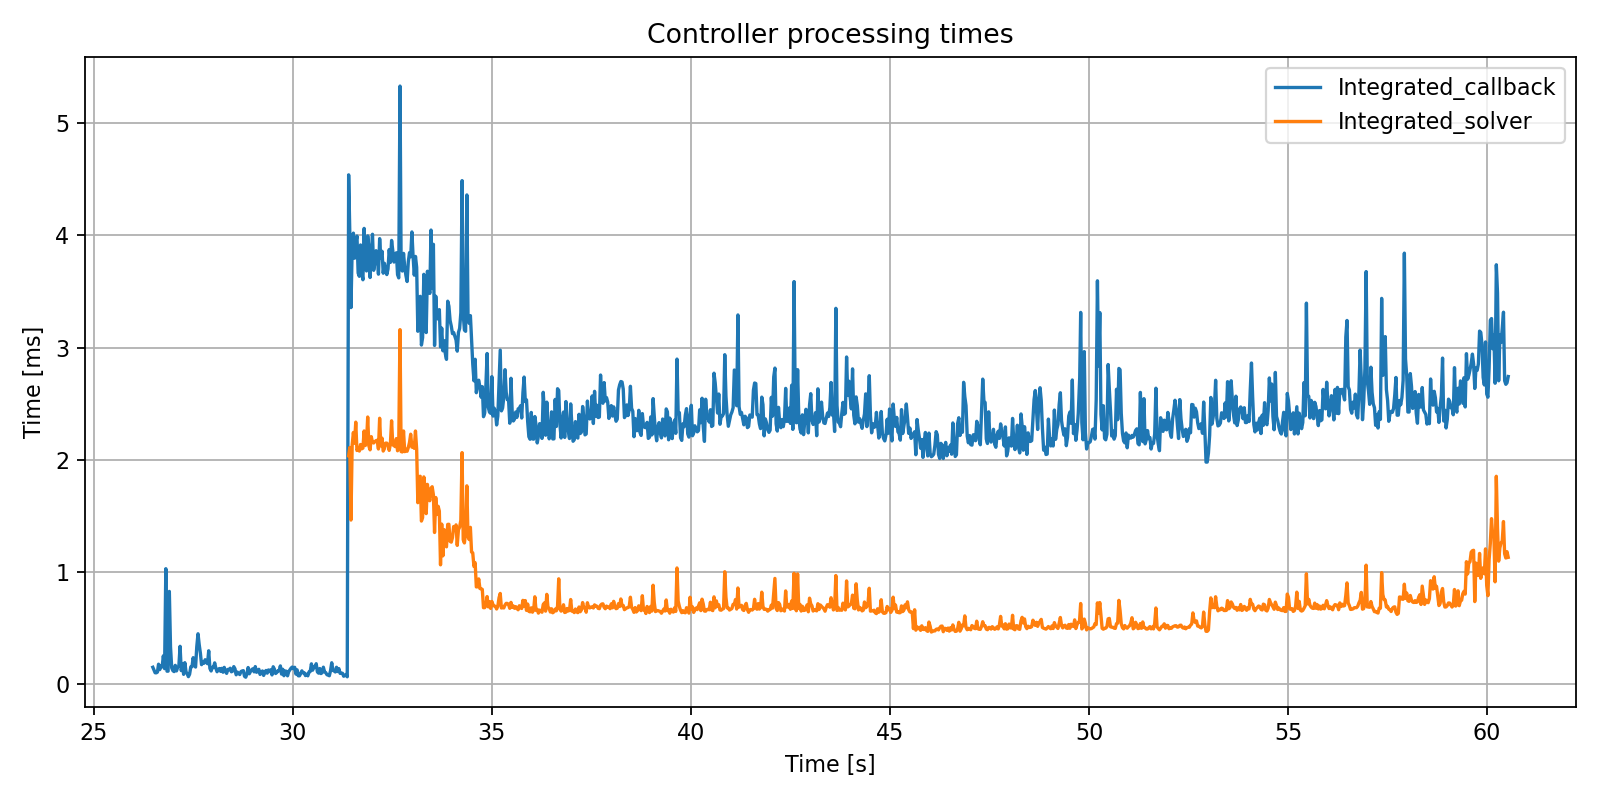 Controller processing times
Integrated_callback
Integrated_solver
Time [ms]
5
4
3
2
1
0
25 30 35 40 45 50 55 60
Time [s]